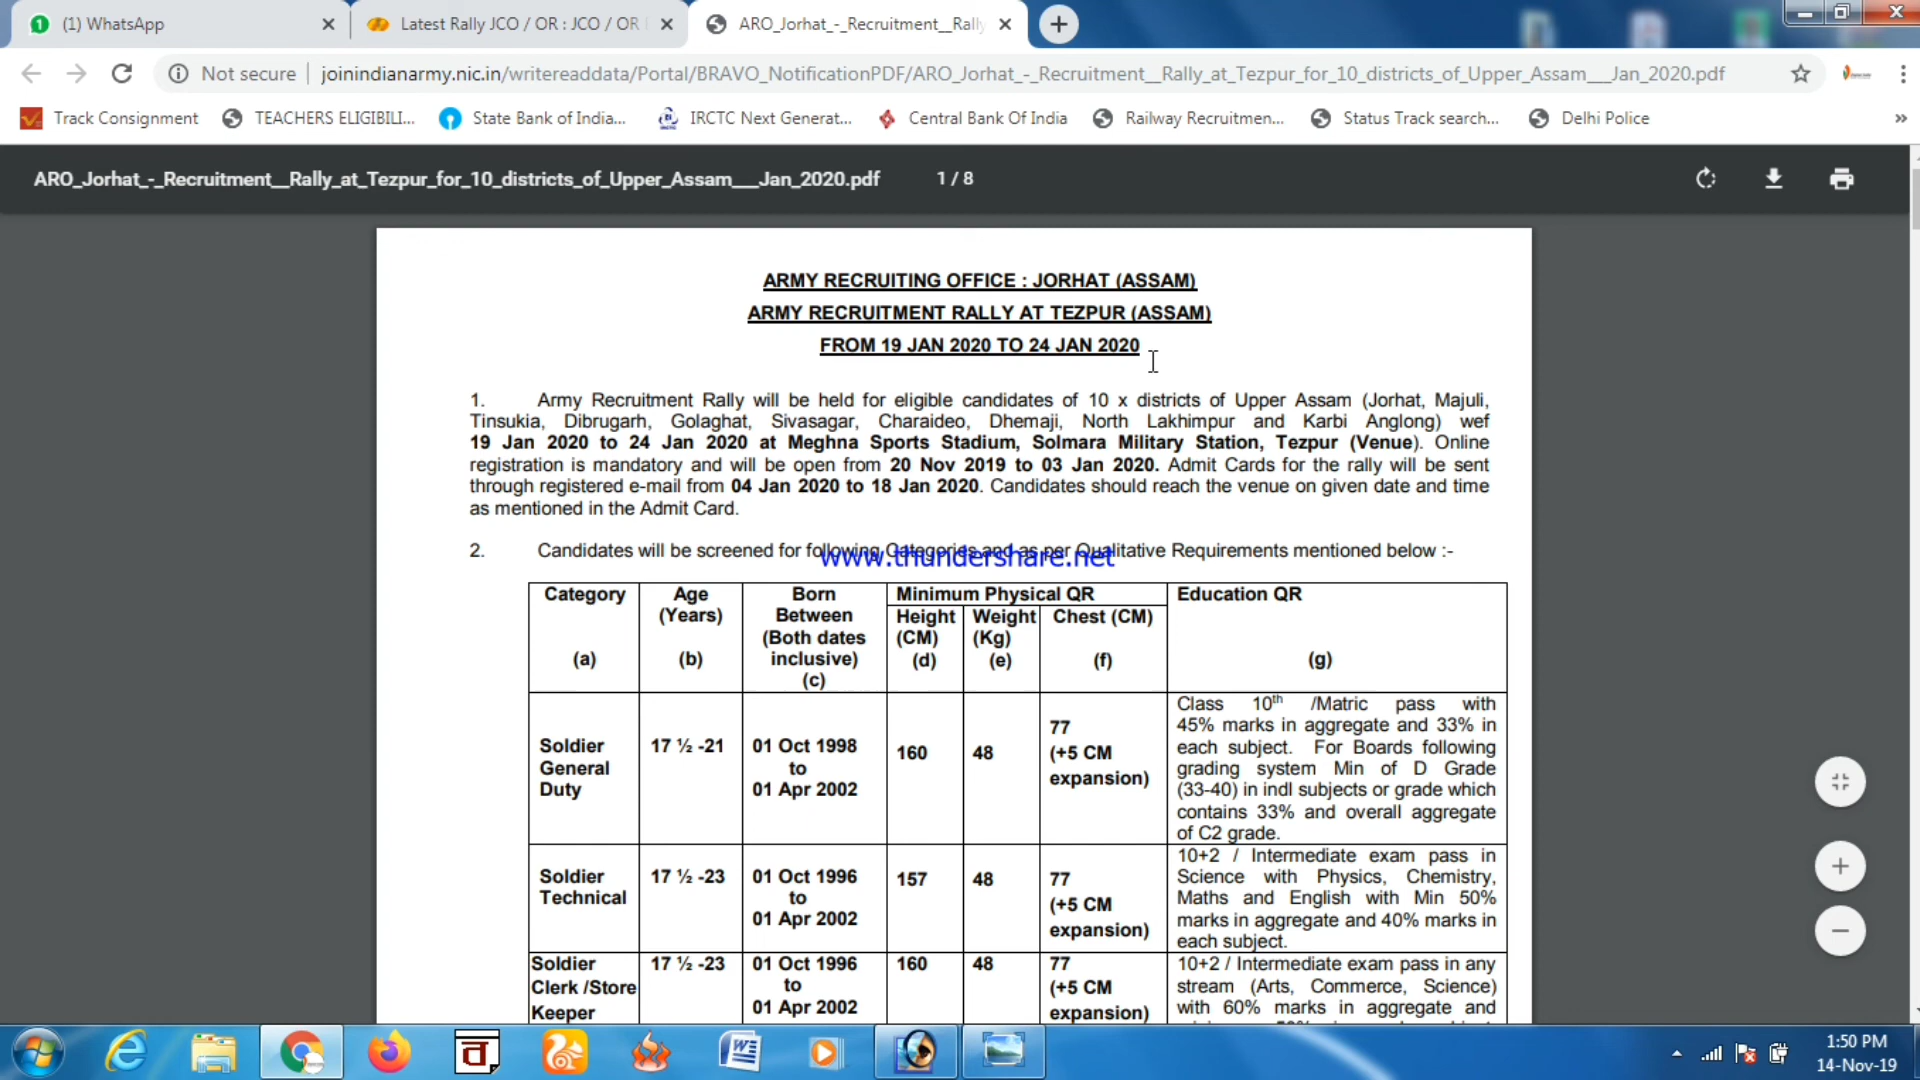 (1) WhatsApp
Latest Rally JCO / OR : JCO / OR
ARO_Jorhat_-_Recruitment__Rally
Not secure
joinindianarmy.nic.in/writereaddata/Portal/BRAVO_NotificationPDF/ARO_Jorhat_-_Recruitment__Rally_at_Tezpur_for_10_districts_of_Upper_Assam___Jan_2020.pdf
Track Consignment
TEACHERS ELIGIBILI...
State Bank of India...
IRCTC Next Generat...
Central Bank Of India
Railway Recruitmen...
Status Track search...
Delhi Police
ARO_Jorhat_-_Recruitment__Rally_at_Tezpur_for_10_districts_of_Upper_Assam___Jan_2020.pdf
1 / 8
ARMY RECRUITING OFFICE : JORHAT (ASSAM)
ARMY RECRUITMENT RALLY AT TEZPUR (ASSAM)
FROM 19 JAN 2020 TO 24 JAN 2020
1. Army Recruitment Rally will be held for eligible candidates of 10 x districts of Upper Assam (Jorhat, Majuli,
Tinsukia, Dibrugarh, Golaghat, Sivasagar, Charaideo, Dhemaji, North Lakhimpur and Karbi Anglong) wef
19 Jan 2020 to 24 Jan 2020 at Meghna Sports Stadium, Solmara Military Station, Tezpur (Venue). Online
registration is mandatory and will be open from 20 Nov 2019 to 03 Jan 2020. Admit Cards for the rally will be sent
through registered e-mail from 04 Jan 2020 to 18 Jan 2020. Candidates should reach the venue on given date and time
as mentioned in the Admit Card.
2. Candidates will be screened for following Categories and as per Qualitative Requirements mentioned below :-
www.thundershare.net
Category
(a)
Age
(Years)
(b)
Born
Between
(Both dates
inclusive)
(c)
Minimum Physical QR
Height
(CM)
(d)
Weight
(Kg)
(e)
Chest (CM)
(f)
Education QR
(g)
Soldier
General
Duty
17 ½ -21
01 Oct 1998
to
01 Apr 2002
160
48
77
(+5 CM
expansion)
Class 10th /Matric pass with
45% marks in aggregate and 33% in
each subject. For Boards following
grading system Min of D Grade
(33-40) in indl subjects or grade which
contains 33% and overall aggregate
of C2 grade.
Soldier
Technical
17 ½ -23
01 Oct 1996
to
01 Apr 2002
157
48
77
(+5 CM
expansion)
10+2 / Intermediate exam pass in
Science with Physics, Chemistry,
Maths and English with Min 50%
marks in aggregate and 40% marks in
each subject.
Soldier
Clerk /Store
Keeper
17 ½ -23
01 Oct 1996
to
01 Apr 2002
160
48
77
(+5 CM
expansion)
10+2 / Intermediate exam pass in any
stream (Arts, Commerce, Science)
with 60% marks in aggregate and
1:50 PM
14-Nov-19